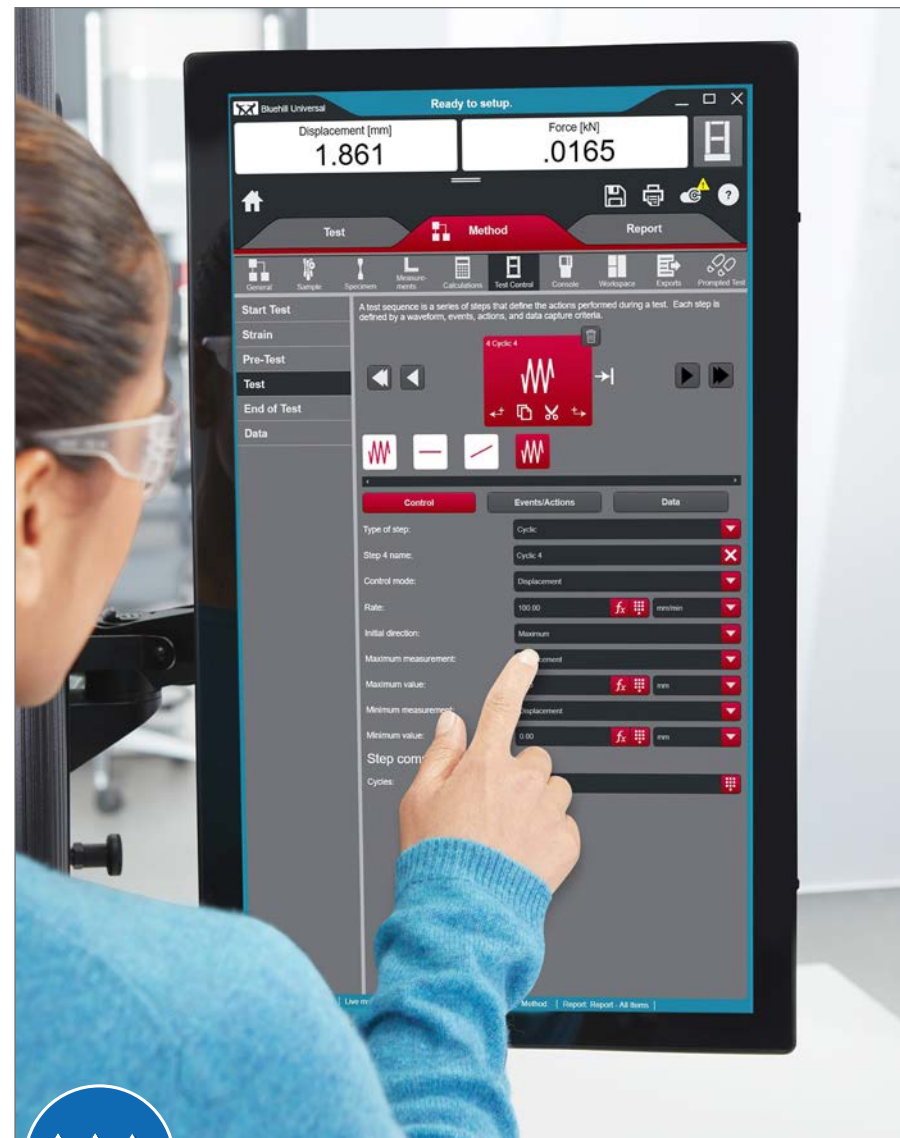 Bluehill Universal
Ready to setup.
Displacement [mm]
1.861
Force [kN]
.0165
?
Test
Method
Report
General
Sample
Specimen
Measure-
ments
Calculations
Test Control
Console
Workspace
Exports
Prompted Test
Start Test
Strain
Pre-Test
Test
End of Test
Data
A test sequence is a series of steps that define the actions performed during a test. Each step is
defined by a waveform, events, actions, and data capture criteria.
4 Cyclic 4
Control
Events/Actions
Data
Type of step:
Cyclic
Step 4 name:
Cyclic 4
Control mode:
Displacement
Rate:
100.00
fx
mm/min
Initial direction:
Maximum
Maximum measurement:
Maximum value:
fx
mm
Minimum measurement:
Displacement
Minimum value:
0.00
fx
mm
Step
Cycles:
Live
Method
Report: Report - All Items